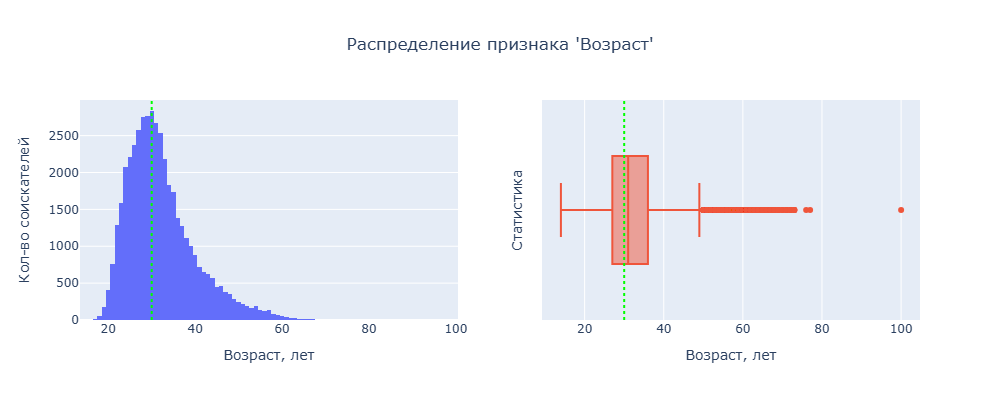 Распределение признака 'Возраст'
Кол-во соискателей
2500
2000
1500
1000
500
0
20 40 60 80 100
Возраст, лет
Статистика
20 40 60 80 100
Возраст, лет